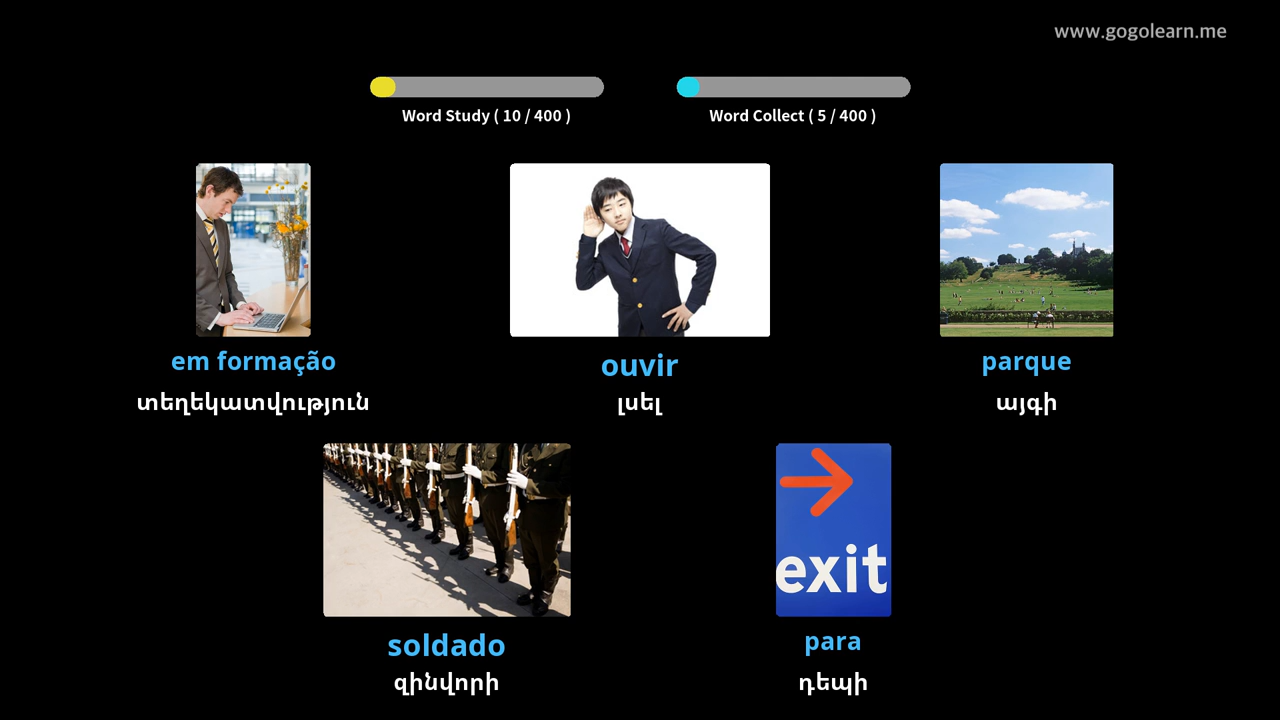 www.gogolearn.me
Word Study ( 10 / 400 )
Word Collect ( 5 / 400 )
em formação
ouvir
parque
տեղեկատվություն
լսել
այգի
exit
soldado
para
զինվորի
դեպի